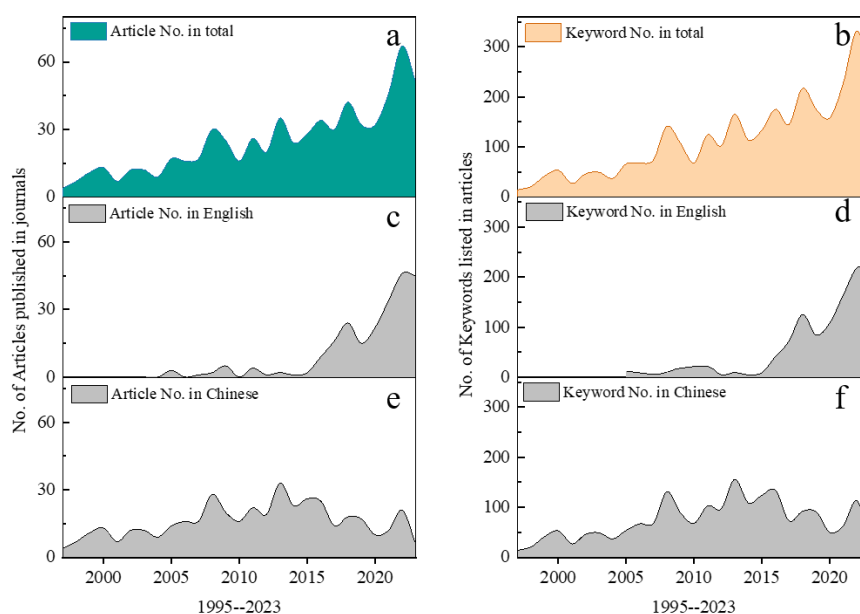 No. of Articles published in journals
Article No. in total
a
60
30
0
Article No. in English
c
60
30
0
Article No. in Chinese
e
60
30
0
2000
2005
2010
2015
2020
1995--2023
No. of Keywords listed in articles
Keyword No. in total
b
300
200
100
0
Keyword No. in English
d
300
200
100
0
Keyword No. in Chinese
f
300
200
100
0
2000
2005
2010
2015
2020
1995--2023